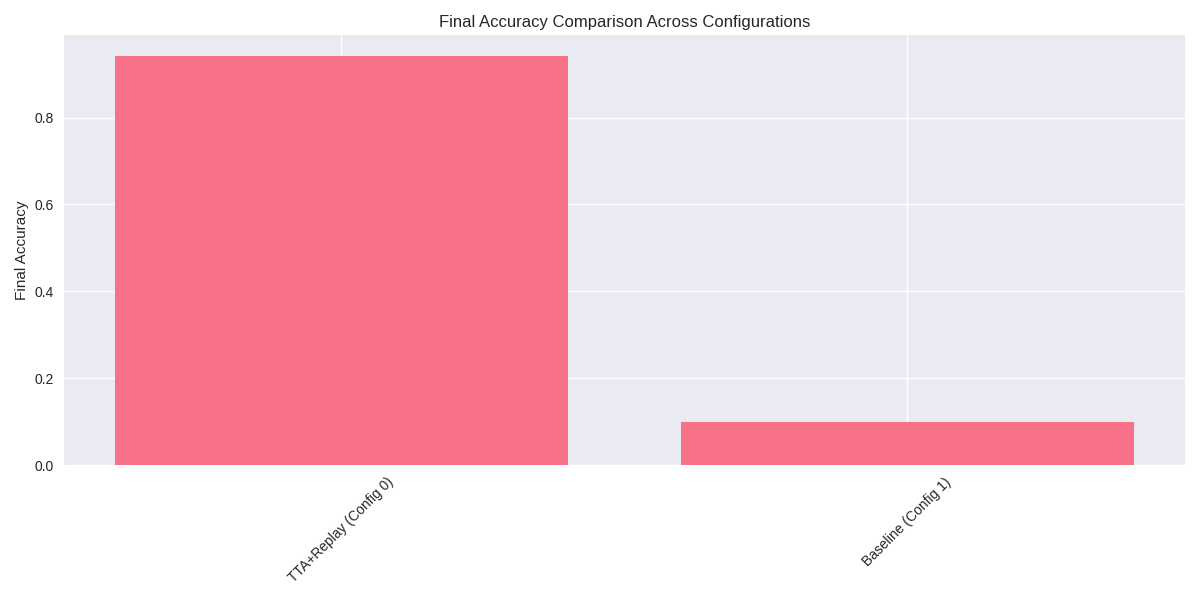 Final Accuracy Comparison Across Configurations
Final Accuracy
0.8
0.6
0.4
0.2
0.0
TTA+Replay (Config 0)
Baseline (Config 1)